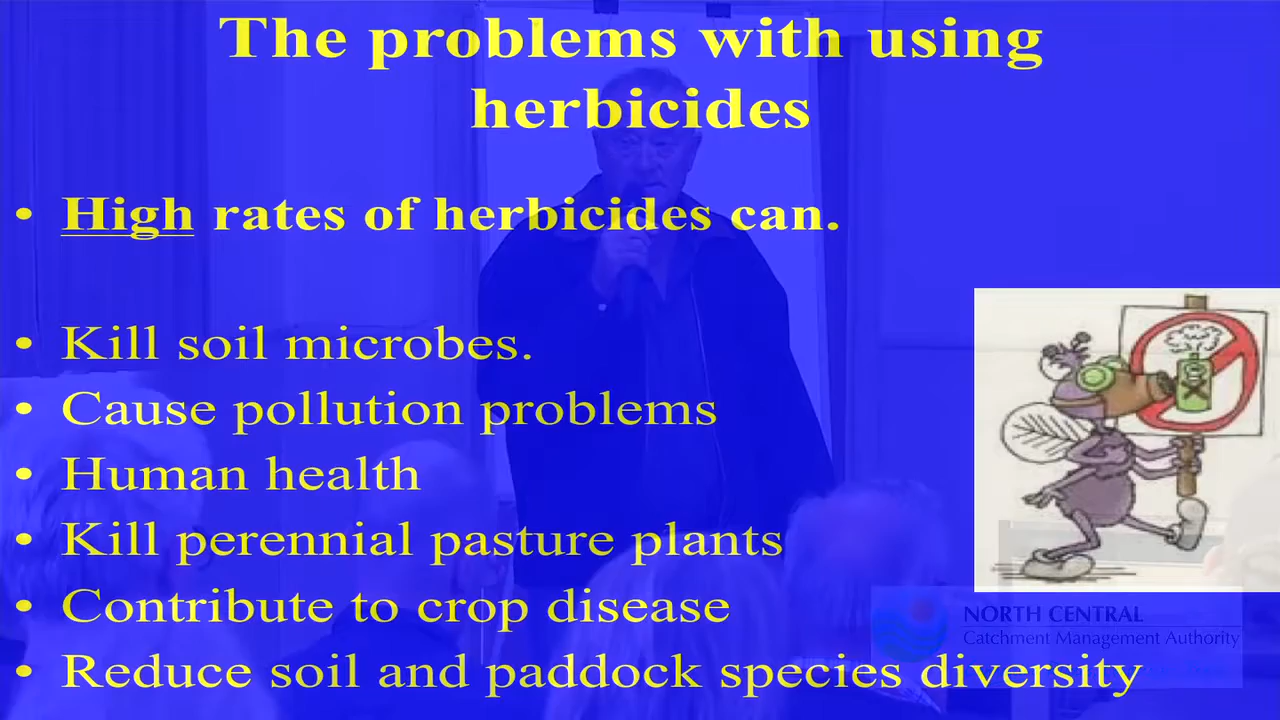 The problems with using
herbicides
• High rates of herbicides can.
• Kill soil microbes.
• Cause pollution problems
• Human health
• Kill perennial pasture plants
• Contribute to crop disease
• Reduce soil and paddock species diversity
NORTH CENTRAL
Catchment Management Authority